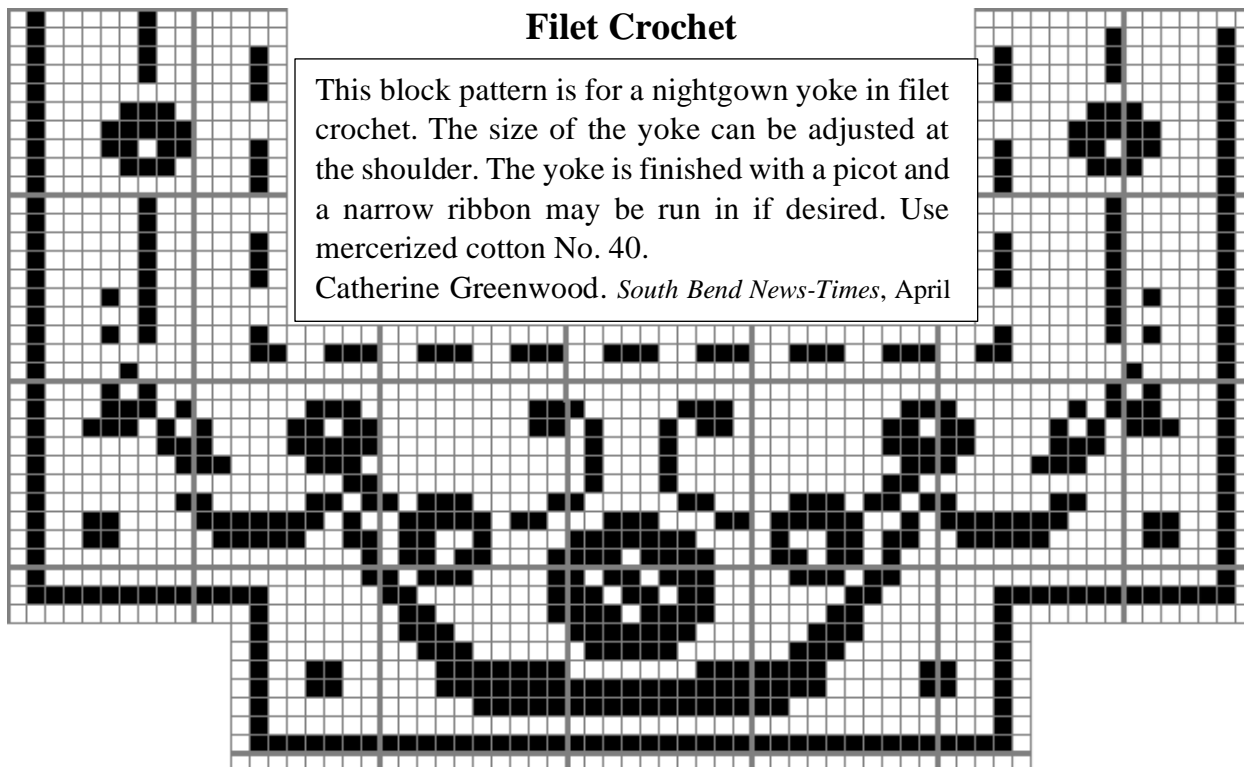 Filet Crochet
This block pattern is for a nightgown yoke in filet
crochet. The size of the yoke can be adjusted at
the shoulder. The yoke is finished with a picot and
a narrow ribbon may be run in if desired. Use
mercerized cotton No. 40.
Catherine Greenwood. South Bend News-Times, April